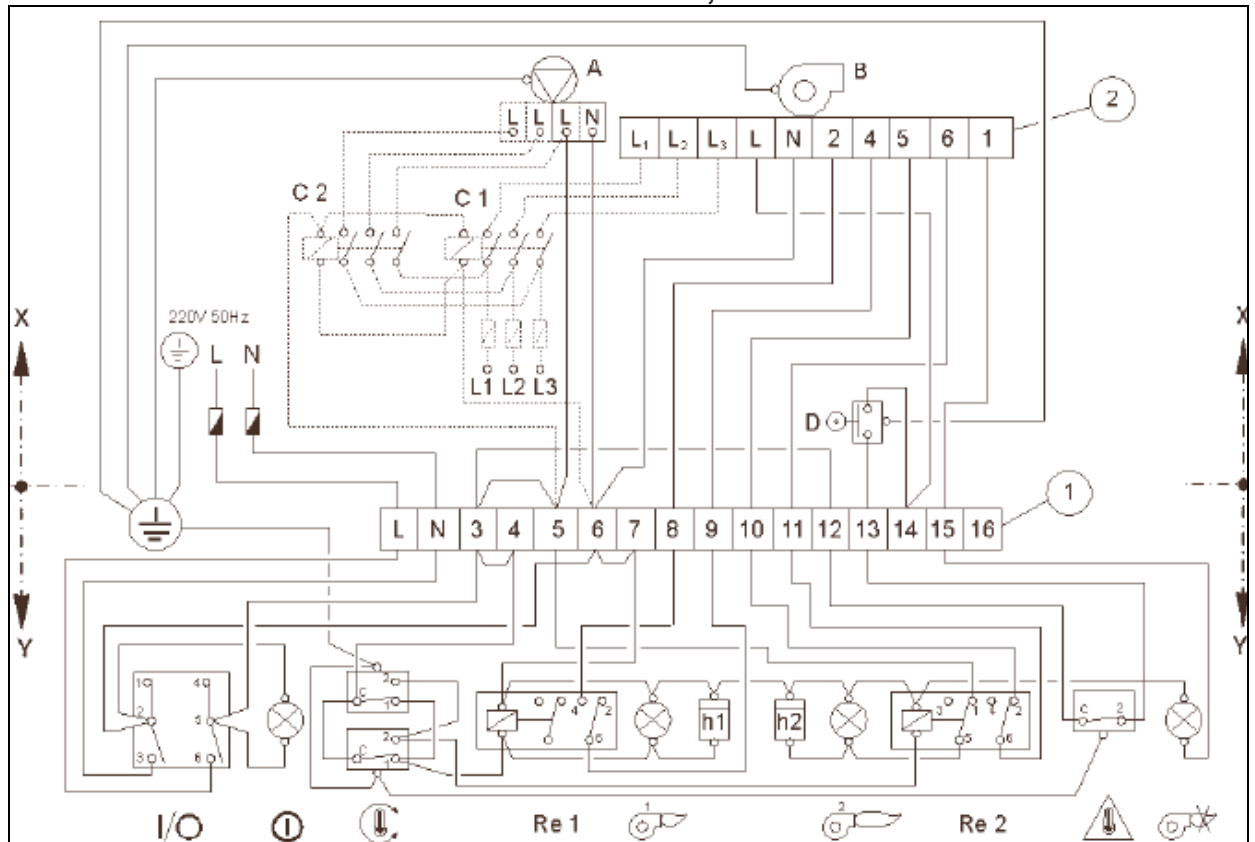 A
B
2
L L L N
L1 L2 L3 L N 2 4 5 6 1
C 2
C 1
X
X
220V 50Hz
L N
L1 L2 L3
D
1
L N 3 4 5 6 7 8 9 10 11 12 13 14 15 16
Y
Y
1 4
2 5
3 6
2
C 1
2
C 1
4 2
6
h1
h2
3 1 4 2
5 6
C 2
I/O
Re 1
1
2
Re 2